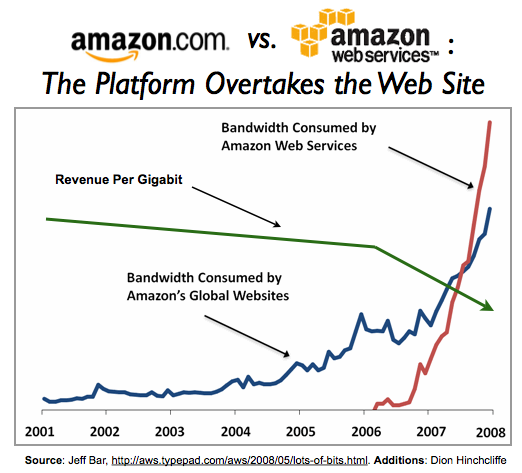 amazon.com. vs. amazon
webservices™ :
The Platform Overtakes the Web Site
Bandwidth Consumed by
Amazon Web Services
Revenue Per Gigabit
Bandwidth Consumed by
Amazon's Global Websites
2001 2002 2003 2004 2005 2006 2007 2008
Source: Jeff Bar, http://aws.typepad.com/aws/2008/05/lots-of-bits.html. Additions: Dion Hinchcliffe